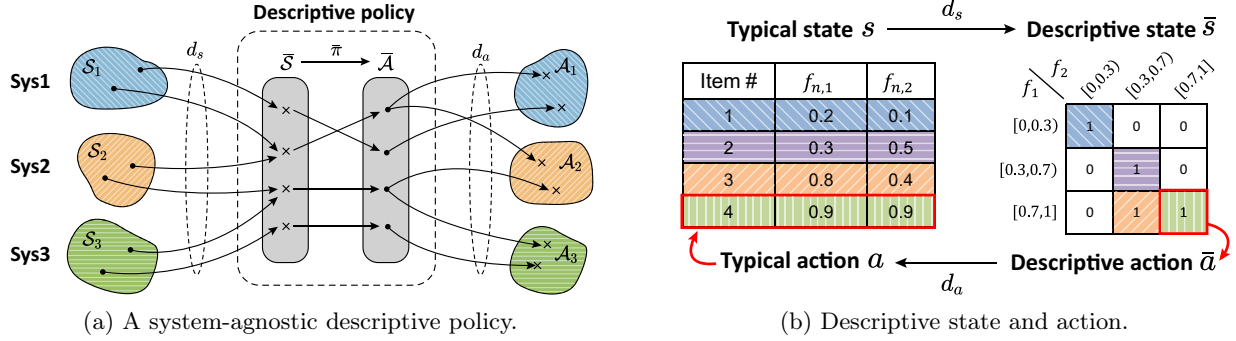 Descriptive policy
d_s
S̄ π̄ Ā
d_a
Sys1
S_1
A_1
Sys2
S_2
A_2
Sys3
S_3
A_3
(a) A system-agnostic descriptive policy.
Typical state s
d_s
Descriptive state s̄
Item # f_{n,1} f_{n,2}
1 0.2 0.1
2 0.3 0.5
3 0.8 0.4
4 0.9 0.9
f_2
f_1
[0,0.3) [0.3,0.7) [0.7,1]
[0,0.3) 1 0 0
[0.3,0.7) 0 1 0
[0.7,1] 0 1 1
Typical action a
d_a
Descriptive action ā
(b) Descriptive state and action.